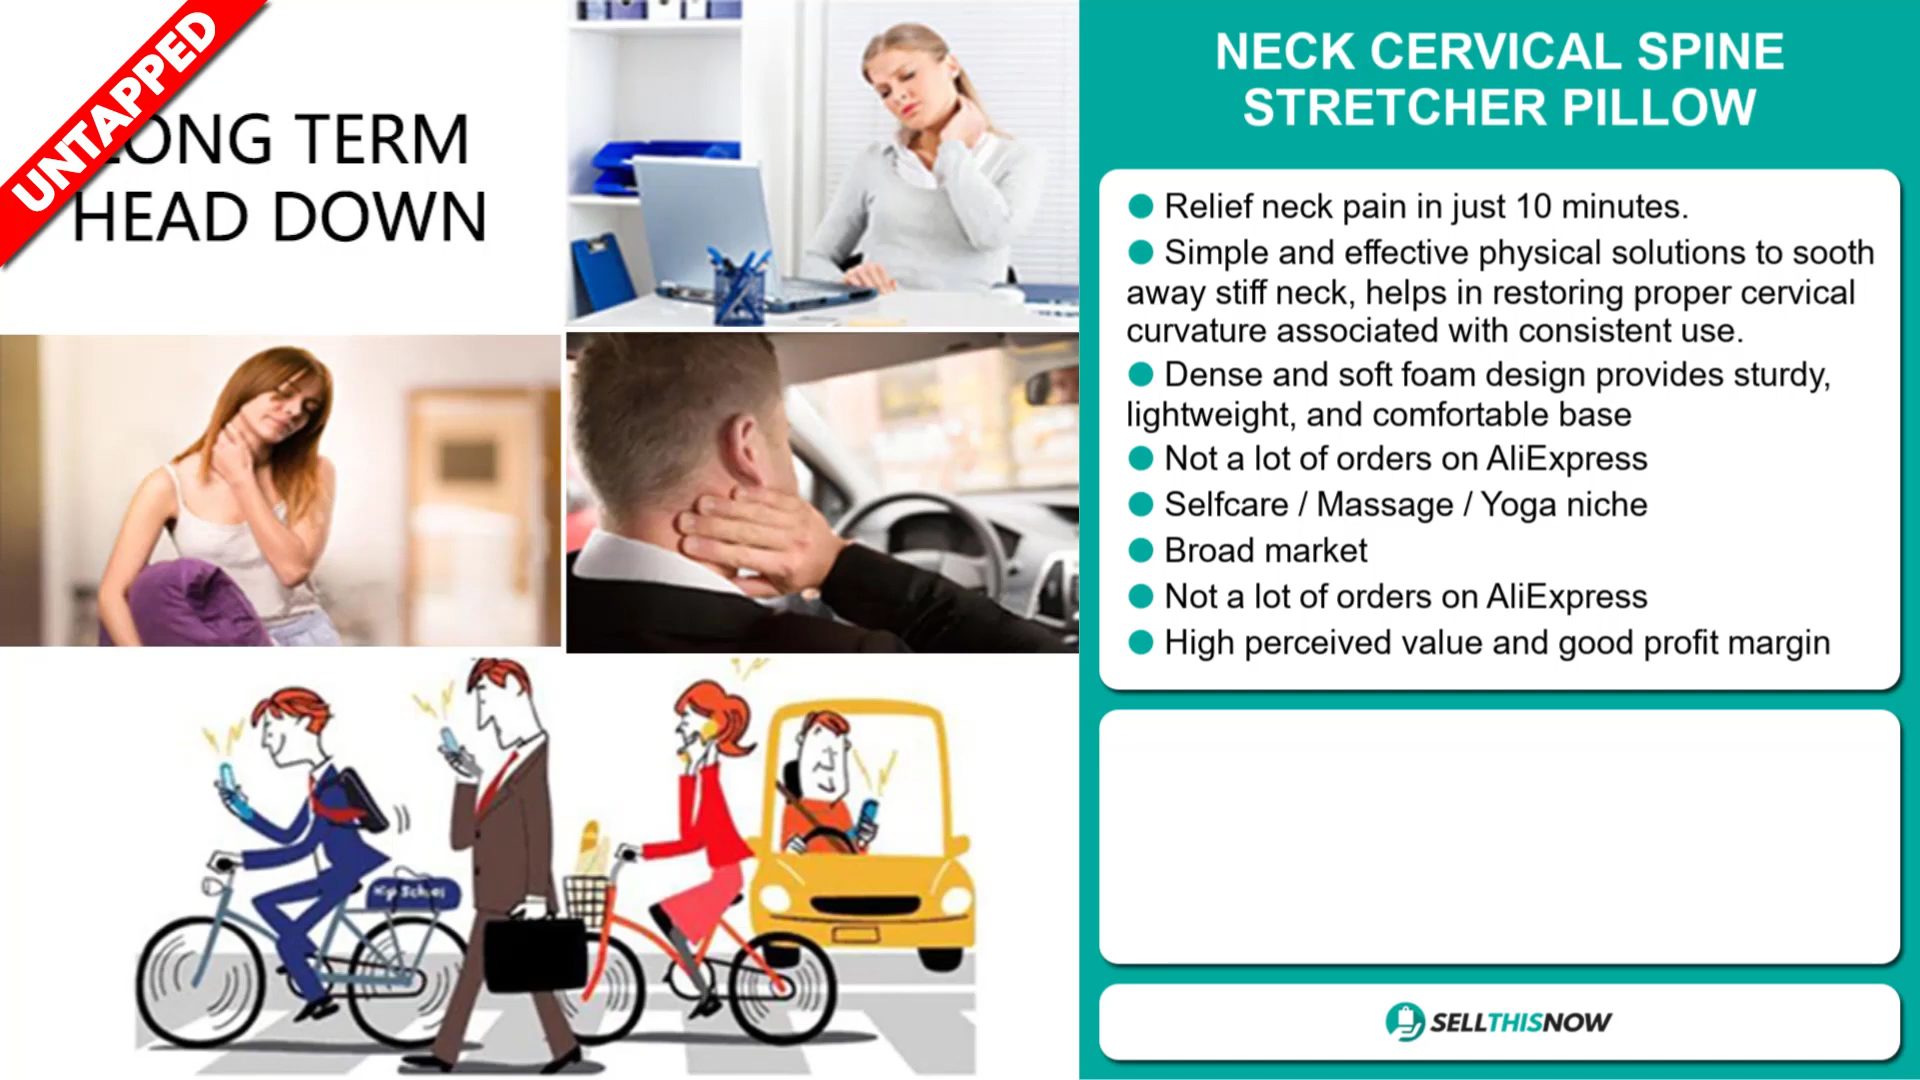 UNTAPPED
LONG TERM
HEAD DOWN
NECK CERVICAL SPINE
STRETCHER PILLOW
● Relief neck pain in just 10 minutes.
● Simple and effective physical solutions to sooth
away stiff neck, helps in restoring proper cervical
curvature associated with consistent use.
● Dense and soft foam design provides sturdy,
lightweight, and comfortable base
● Not a lot of orders on AliExpress
● Selfcare / Massage / Yoga niche
● Broad market
● Not a lot of orders on AliExpress
● High perceived value and good profit margin
High School
SELLTHISNOW